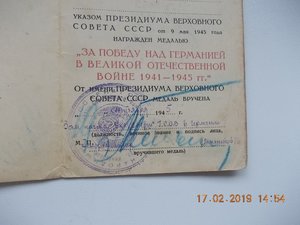 УКАЗОМ ПРЕЗИДИУМА ВЕРХОВНОГО
СОВЕТА СССР от 9 мая 1945 года
НАГРАЖДЕН МЕДАЛЬЮ
„ЗА ПОБЕДУ НАД ГЕРМАНИЕЙ
В ВЕЛИКОЙ ОТЕЧЕСТВЕННОЙ
ВОЙНЕ 1941—1945 гг."
От имени ПРЕЗИДИУМА ВЕРХОВНОГО
СОВЕТА СССР МЕДАЛЬ ВРУЧЕНА
194 г.
(должность, военное звание и подпись лица,
М. П.
вручившего медаль)
17/02/2019 14:54